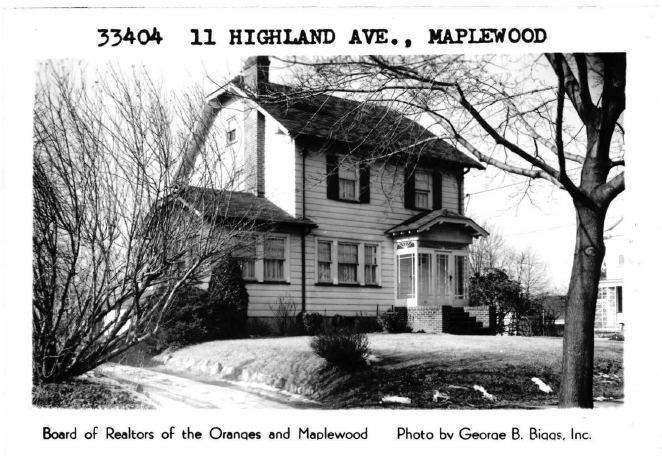 33404 11 HIGHLAND AVE., MAPLEWOOD
Board of Realtors of the Oranges and Maplewood Photo by George B. Biggs, Inc.